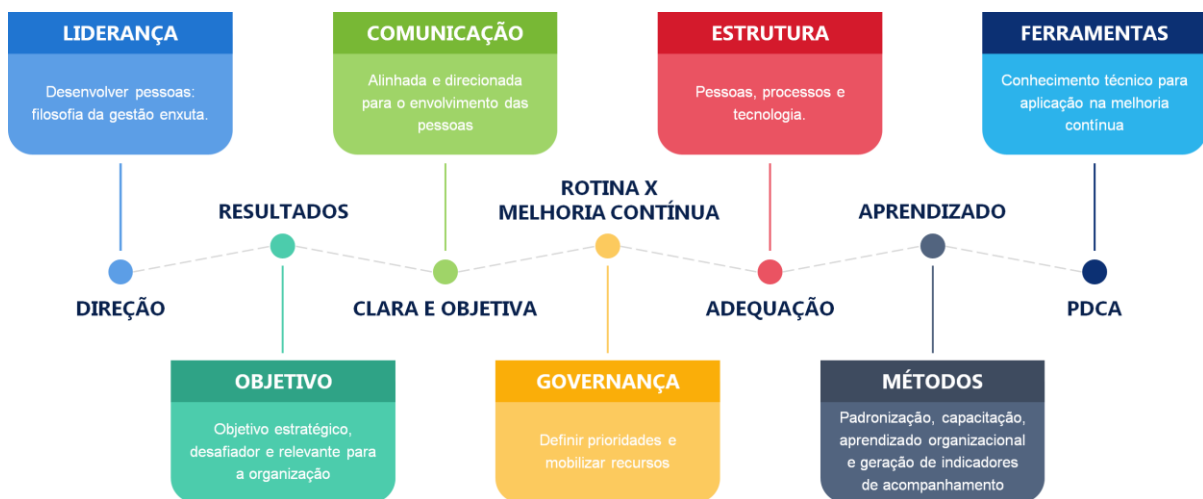 LIDERANÇA
Desenvolver pessoas:
filosofia da gestão enxuta.
COMUNICAÇÃO
Alinhada e direcionada
para o envolvimento das
pessoas
ESTRUTURA
Pessoas, processos e
tecnologia.
FERRAMENTAS
Conhecimento técnico para
aplicação na melhoria
contínua
RESULTADOS
ROTINA X
MELHORIA CONTÍNUA
APRENDIZADO
DIREÇÃO
CLARA E OBJETIVA
ADEQUAÇÃO
PDCA
OBJETIVO
Objetivo estratégico,
desafiador e relevante para
a organização
GOVERNANÇA
Definir prioridades e
mobilizar recursos
MÉTODOS
Padronização, capacitação,
aprendizado organizacional
e geração de indicadores
de acompanhamento